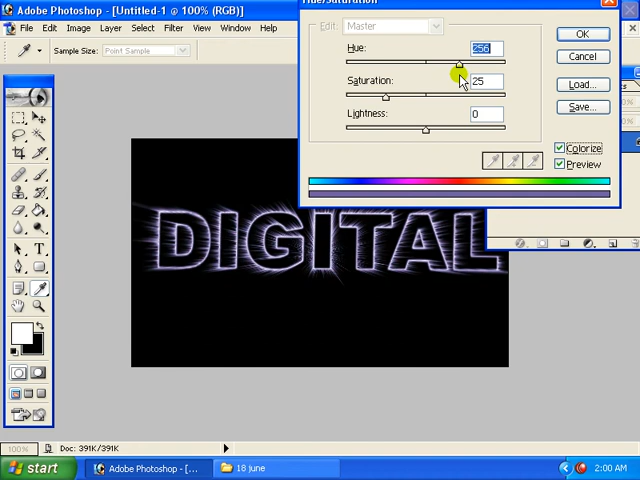 Adobe Photoshop - [Untitled-1 @ 100% (RGB)]
Hue/Saturation
File Edit Image Layer Select Filter View Window Help
Sample Size: Point Sample
Edit: Master
OK
Hue: 256
Cancel
Saturation: 25
Load...
Save...
Lightness: 0
Colorize
Preview
DIGITAL
100% Doc: 391K/391K
start Adobe Photoshop - [... 18 june 2:00 AM